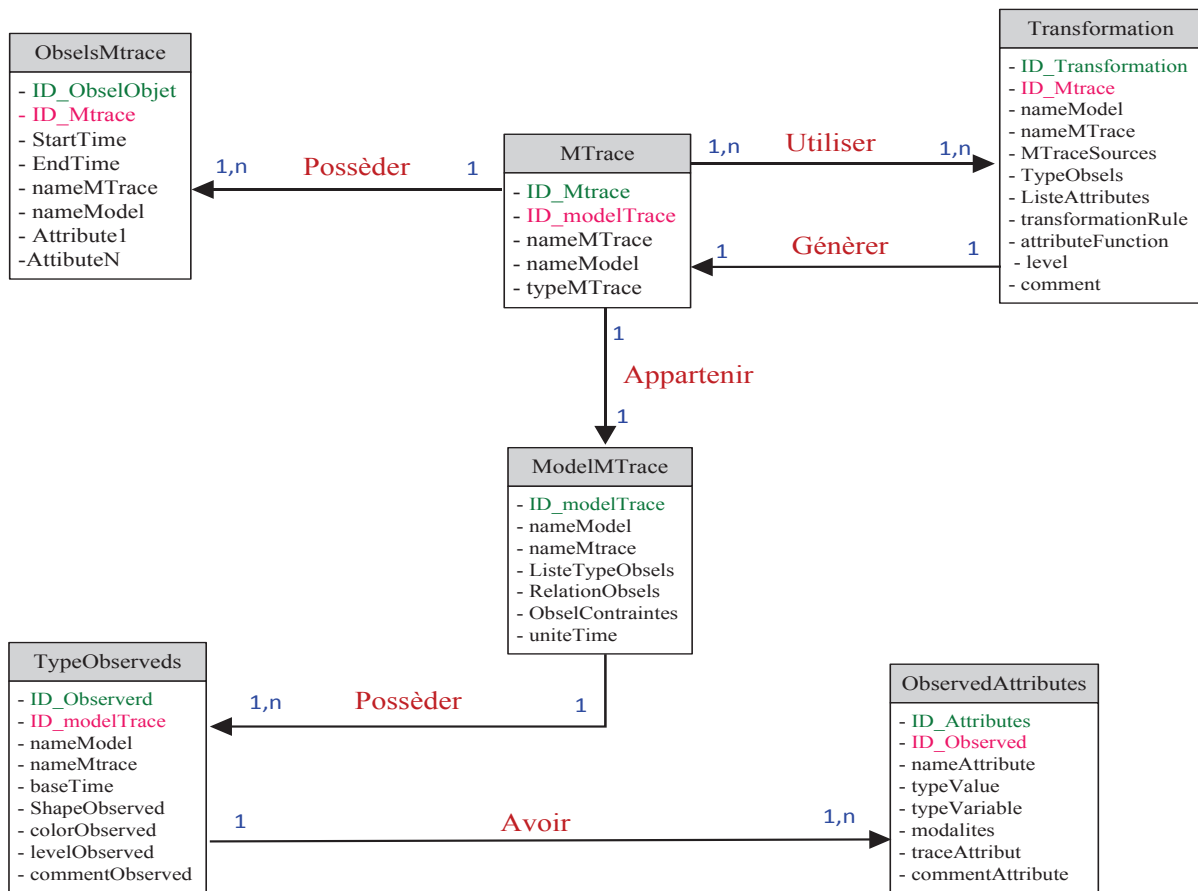 ObselsMtrace
- ID_ObselObjet
- ID_Mtrace
- StartTime
- EndTime
- nameMTrace
- nameModel
- Attribute1
-AttibuteN
1,n
Possèder
1
MTrace
- ID_Mtrace
- ID_modelTrace
- nameMTrace
- nameModel
- typeMTrace
1,n
Utiliser
1,n
1
Génèrer
1
Transformation
- ID_Transformation
- ID_Mtrace
- nameModel
- nameMTrace
- MTraceSources
- TypeObsels
- ListeAttributes
- transformationRule
- attributeFunction
- level
- comment
1
Appartenir
1
ModelMTrace
- ID_modelTrace
- nameModel
- nameMtrace
- ListeTypeObsels
- RelationObsels
- ObselContraintes
- uniteTime
1,n
Possèder
1
TypeObserveds
- ID_Observerd
- ID_modelTrace
- nameModel
- nameMtrace
- baseTime
- ShapeObserved
- colorObserved
- levelObserved
- commentObserved
1
Avoir
1,n
ObservedAttributes
- ID_Attributes
- ID_Observed
- nameAttribute
- typeValue
- typeVariable
- modalites
- traceAttribut
- commentAttribute